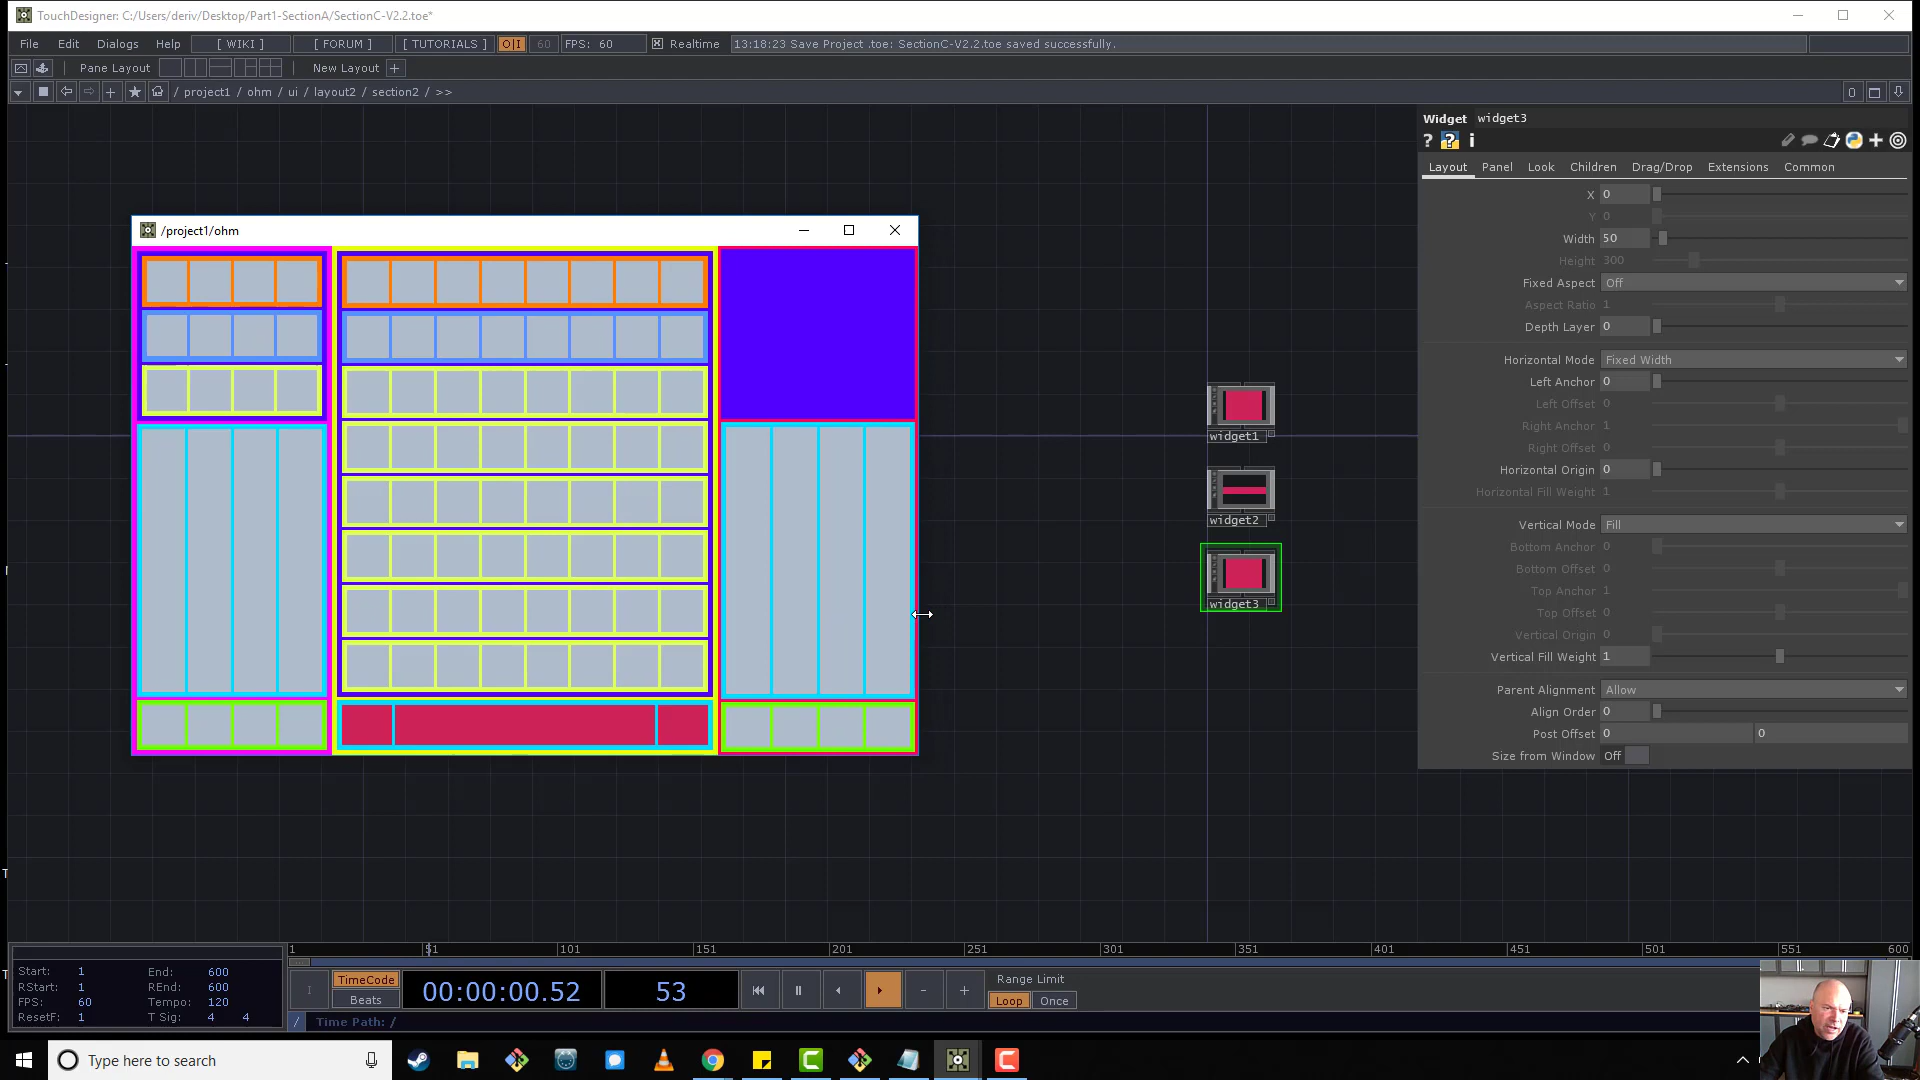 TouchDesigner: C:/Users/deriv/Desktop/Part1-SectionA/SectionC-V2.2.toe*
File Edit Dialogs Help [ WIKI ] [ FORUM ] [ TUTORIALS ] O|I 60 FPS: 60 Realtime 13:18:23 Save Project .toe: SectionC-V2.2.toe saved successfully.
Pane Layout New Layout +
/ project1 / ohm / ui / layout2 / section2 / >> 0
Widget widget3
? ? i
Layout Panel Look Children Drag/Drop Extensions Common
X 0
Y 0
Width 50
Height 300
Fixed Aspect Off
Aspect Ratio 1
Depth Layer 0
Horizontal Mode Fixed Width
Left Anchor 0
Left Offset 0
Right Anchor 1
Right Offset 0
Horizontal Origin 0
Horizontal Fill Weight 1
Vertical Mode Fill
Bottom Anchor 0
Bottom Offset 0
Top Anchor 1
Top Offset 0
Vertical Origin 0
Vertical Fill Weight 1
Parent Alignment Allow
Align Order 0
Post Offset 0 0
Size from Window Off
/project1/ohm
widget1
widget2
widget3
1 51 101 151 201 251 301 351 401 451 501 551 600
Start: 1 End: 600
RStart: 1 REnd: 600
FPS: 60 Tempo: 120
ResetF: 1 T Sig: 4 4
TimeCode
Beats
00:00:00.52 53
Range Limit
Loop Once
/ Time Path: /
Type here to search